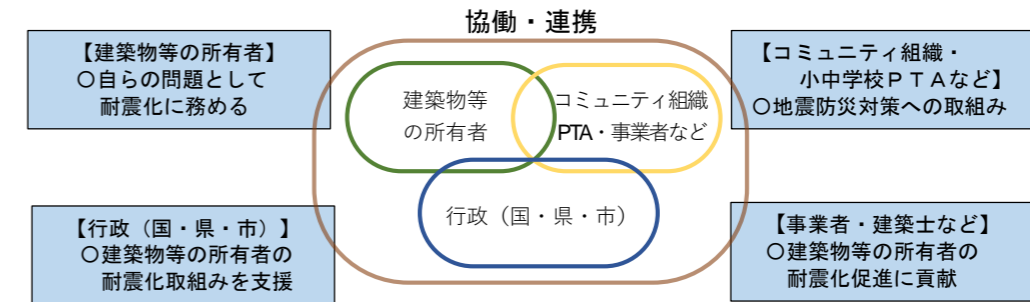 協働・連携
【建築物等の所有者】
○自らの問題として
耐震化に務める
建築物等
の所有者
コミュニティ組織
PTA・事業者など
【コミュニティ組織・
小中学校ＰＴＡなど】
○地震防災対策への取組み
行政（国・県・市）
【行政（国・県・市）】
○建築物等の所有者の
耐震化取組みを支援
【事業者・建築士など】
○建築物等の所有者の
耐震化促進に貢献